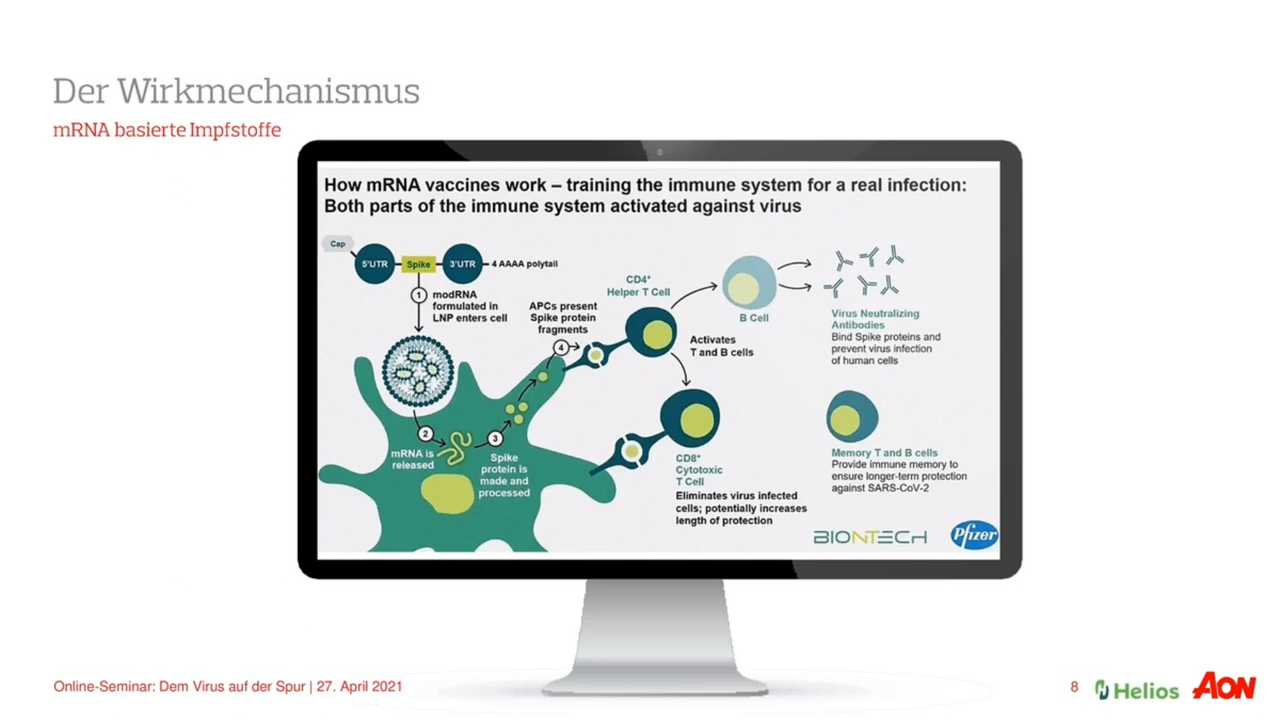 Der Wirkmechanismus
mRNA basierte Impfstoffe
How mRNA vaccines work – training the immune system for a real infection:
Both parts of the immune system activated against virus
Cap
5'UTR
Spike
3'UTR
4 AAAA polytail
1
modRNA
formulated in
LNP enters cell
2
mRNA is
released
3
Spike
protein is
made and
processed
APCs present
Spike protein
fragments
4
CD4+
Helper T Cell
Activates
T and B cells
B Cell
CD8+
Cytotoxic
T Cell
Eliminates virus infected
cells; potentially increases
length of protection
Virus Neutralizing
Antibodies
Bind Spike proteins and
prevent virus infection
of human cells
Memory T and B cells
Provide immune memory to
ensure longer-term protection
against SARS-CoV-2
BIONTECH
Pfizer
Online-Seminar: Dem Virus auf der Spur | 27. April 2021
8
Helios
AON